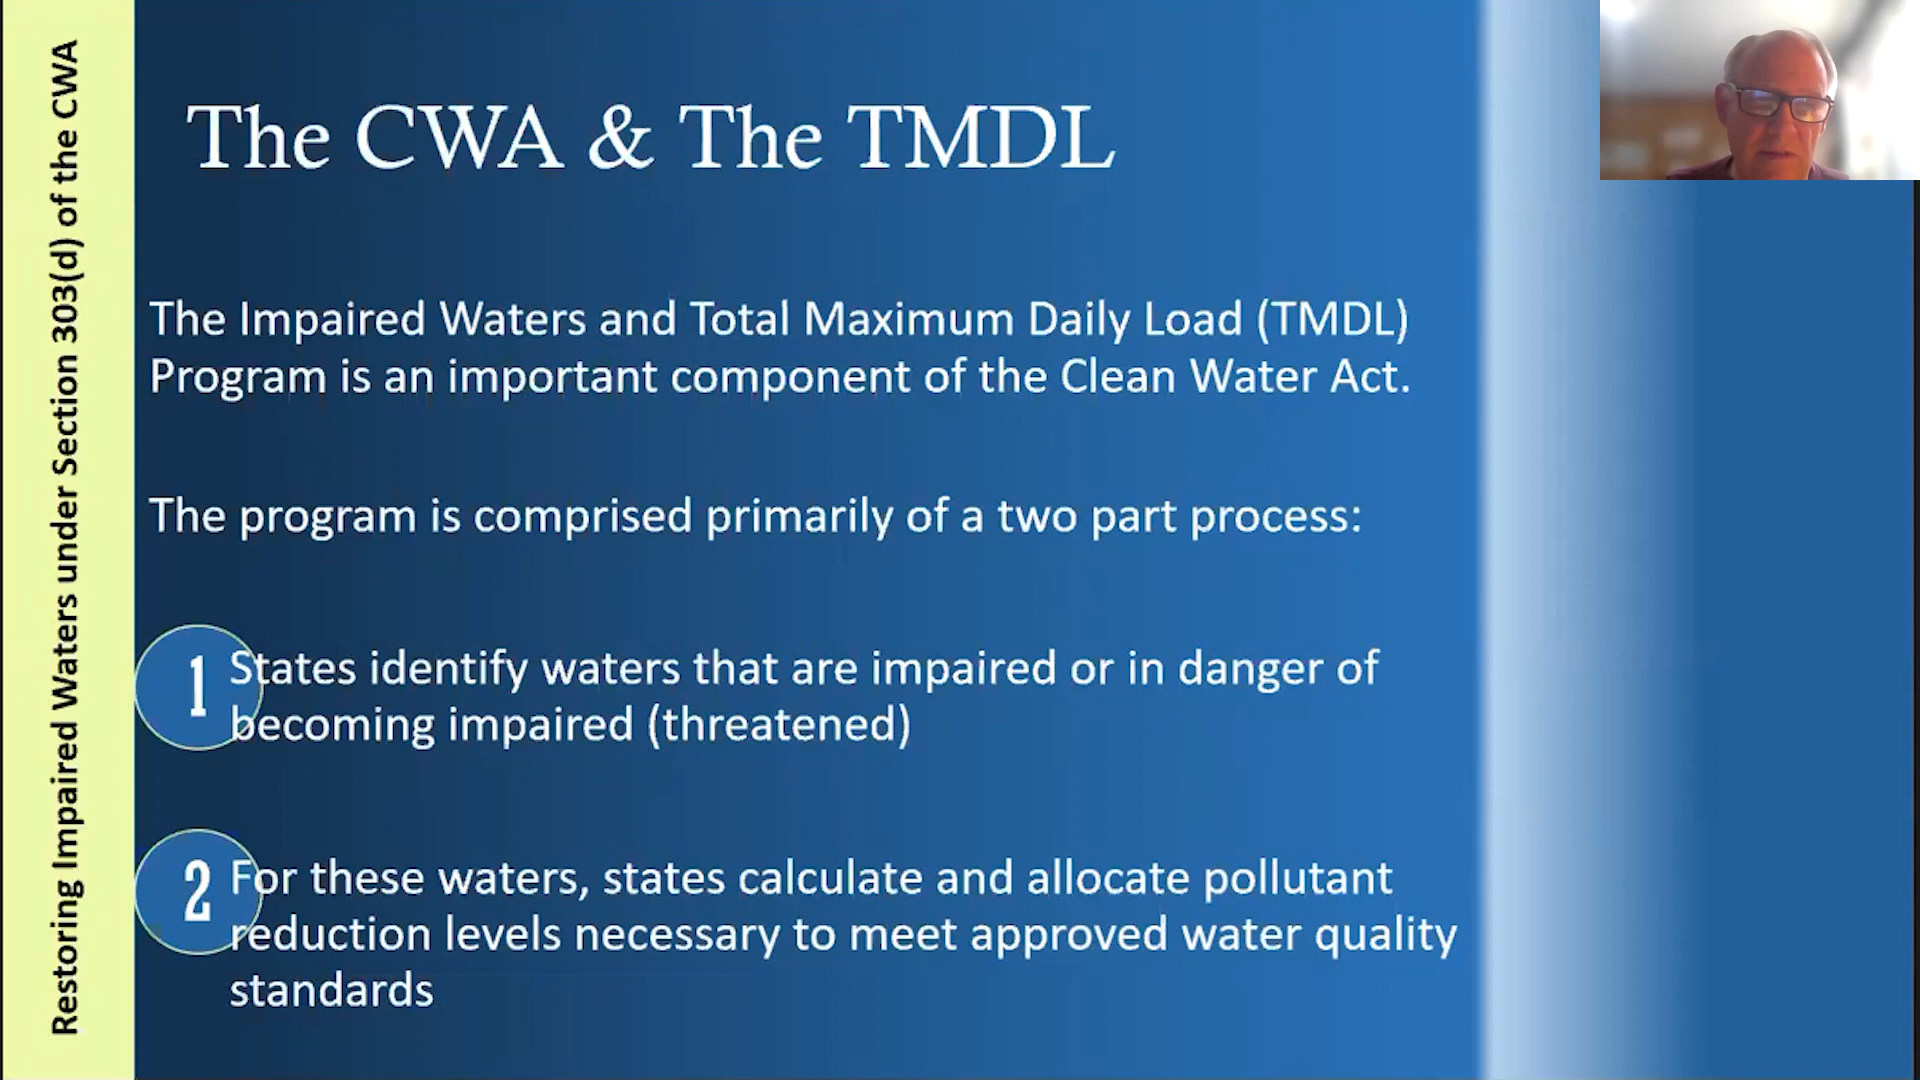 Restoring Impaired Waters under Section 303(d) of the CWA
The CWA & The TMDL
The Impaired Waters and Total Maximum Daily Load (TMDL)
Program is an important component of the Clean Water Act.
The program is comprised primarily of a two part process:
1
States identify waters that are impaired or in danger of
becoming impaired (threatened)
2
For these waters, states calculate and allocate pollutant
reduction levels necessary to meet approved water quality
standards